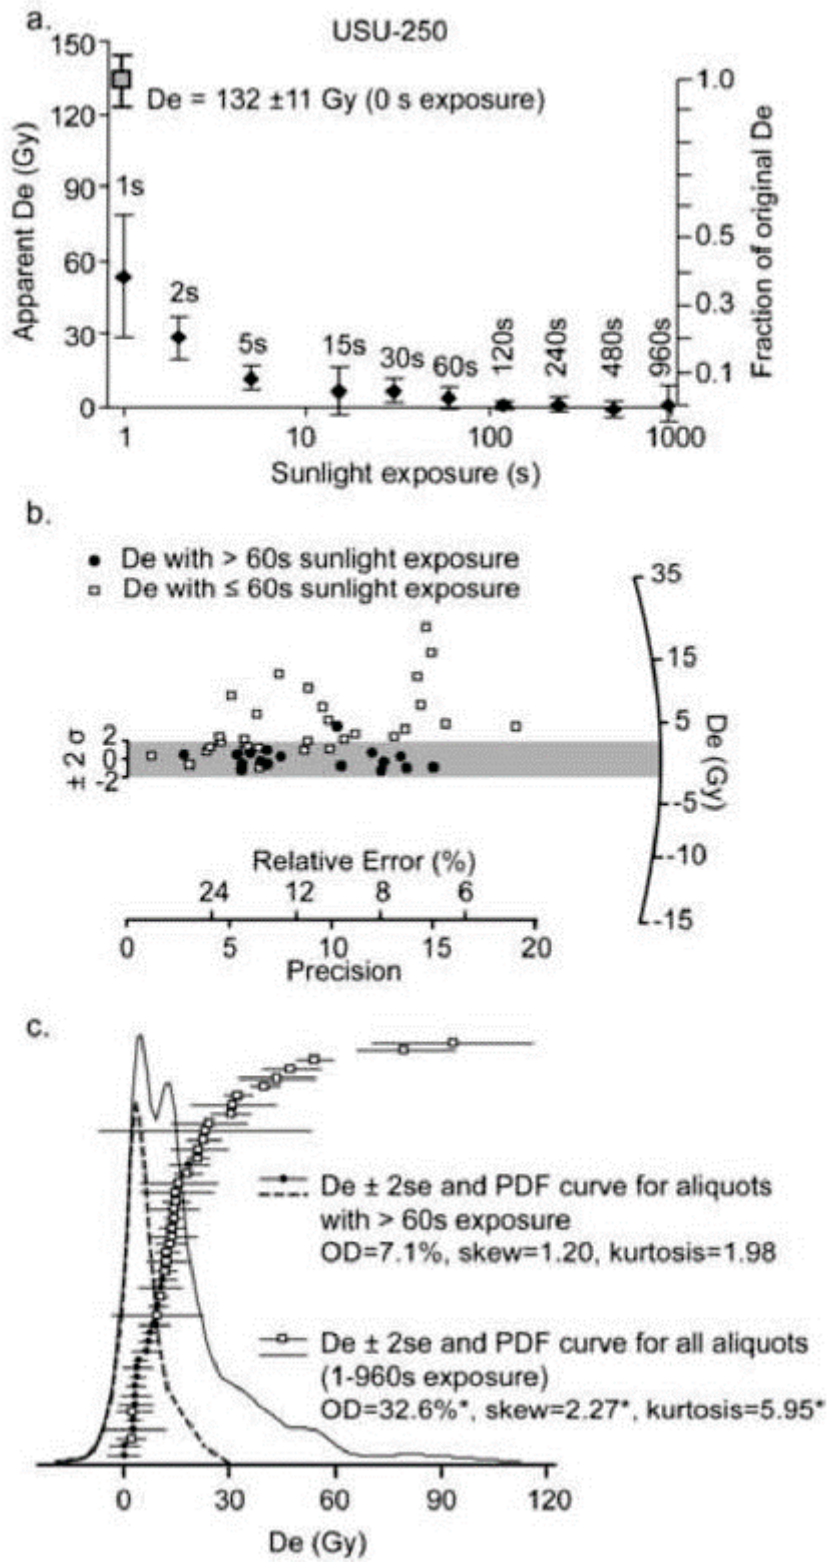 a.
USU-250
150
120
90
60
30
0
Apparent De (Gy)
De = 132 ±11 Gy (0 s exposure)
1s
2s
5s
15s
30s
60s
120s
240s
480s
960s
1.0
0.5
0.3
0.1
Fraction of original De
1
10
100
1000
Sunlight exposure (s)
b.
De with > 60s sunlight exposure
De with ≤ 60s sunlight exposure
± 2 σ
2
0
-2
35
15
5
-5
-10
-15
De (Gy)
Relative Error (%)
24
12
8
6
0
5
10
15
20
Precision
c.
De ± 2se and PDF curve for aliquots
with > 60s exposure
OD=7.1%, skew=1.20, kurtosis=1.98
De ± 2se and PDF curve for all aliquots
(1-960s exposure)
OD=32.6%*, skew=2.27*, kurtosis=5.95*
0
30
60
90
120
De (Gy)